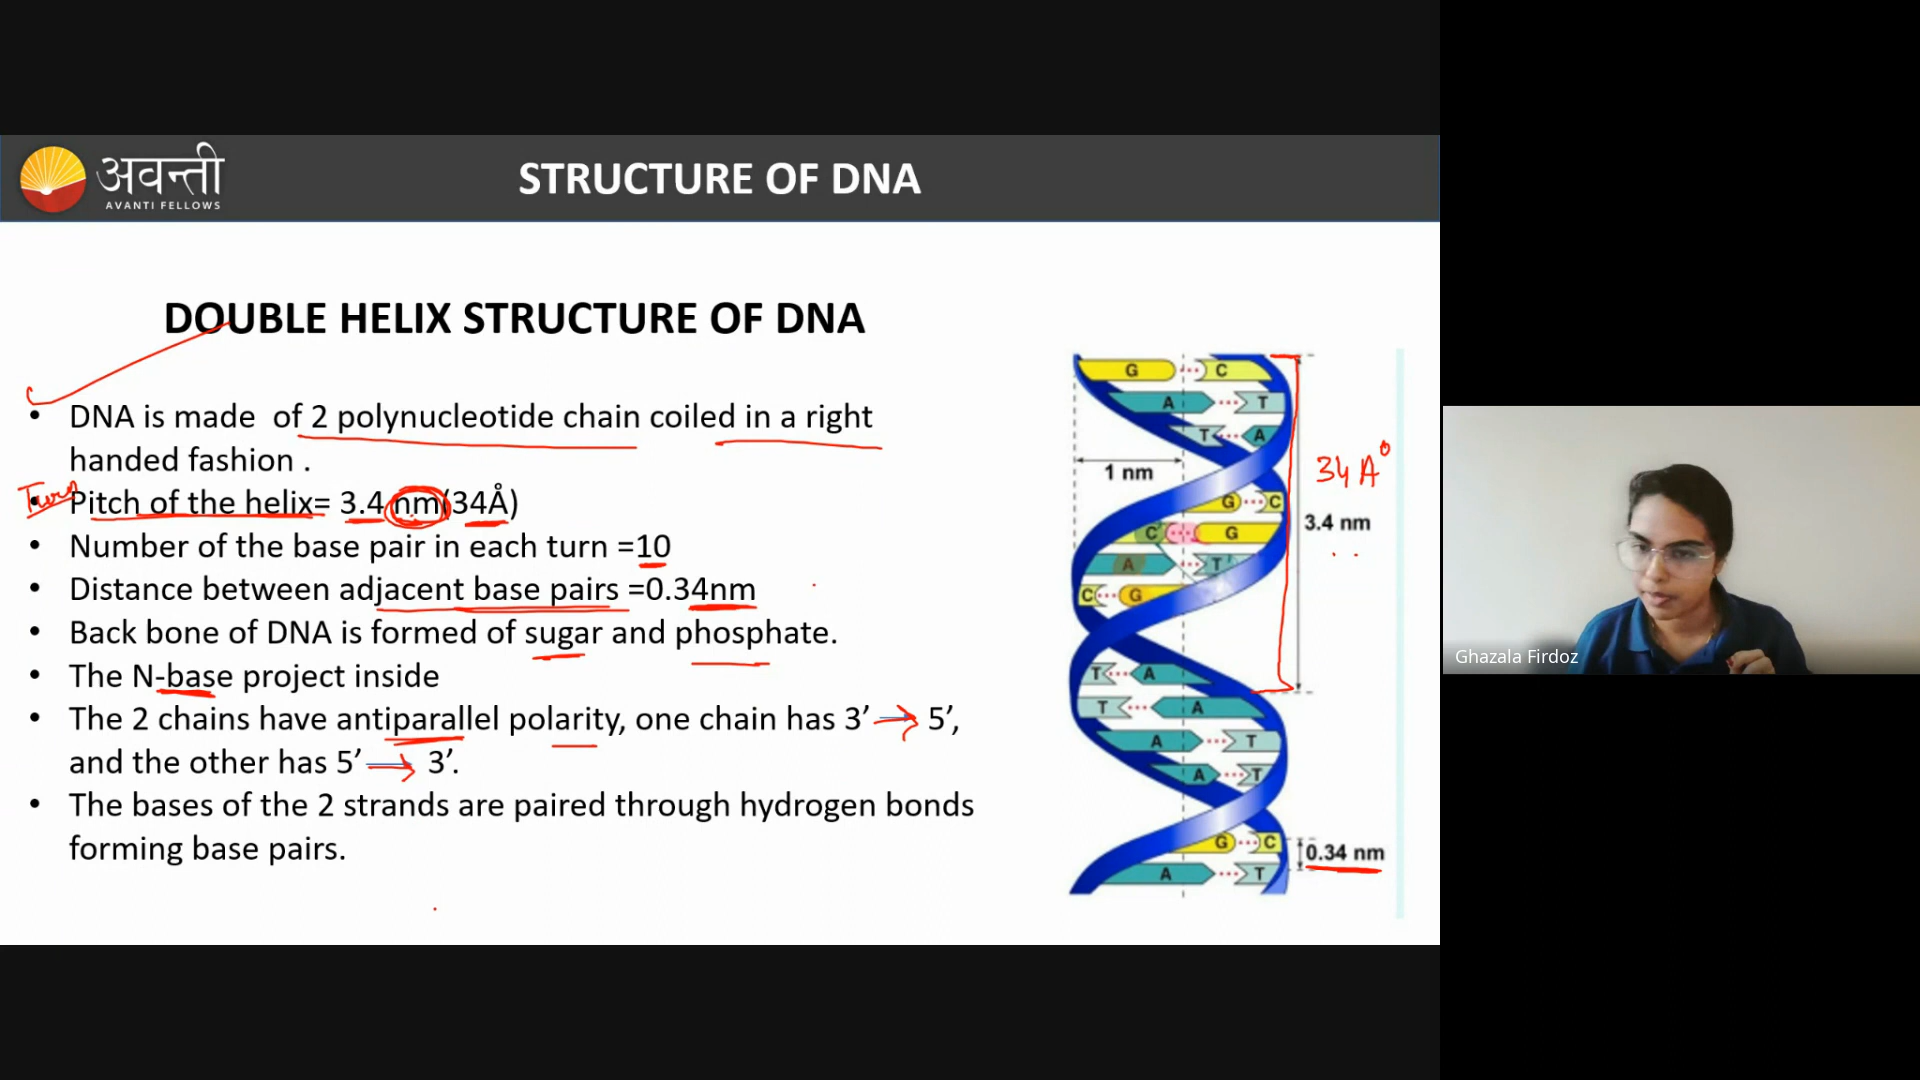 अवन्ती
AVANTI FELLOWS
STRUCTURE OF DNA
DOUBLE HELIX STRUCTURE OF DNA
• DNA is made of 2 polynucleotide chain coiled in a right
handed fashion .
Turn
• Pitch of the helix= 3.4 nm(34Å)
• Number of the base pair in each turn =10
• Distance between adjacent base pairs =0.34nm
• Back bone of DNA is formed of sugar and phosphate.
• The N-base project inside
• The 2 chains have antiparallel polarity, one chain has 3’ → 5’,
and the other has 5’ → 3’.
• The bases of the 2 strands are paired through hydrogen bonds
forming base pairs.
G C
A T
T A
1 nm
34 A°
G C
3.4 nm
C G
A T
C G
T A
T A
A T
A T
G C
0.34 nm
A T
Ghazala Firdoz